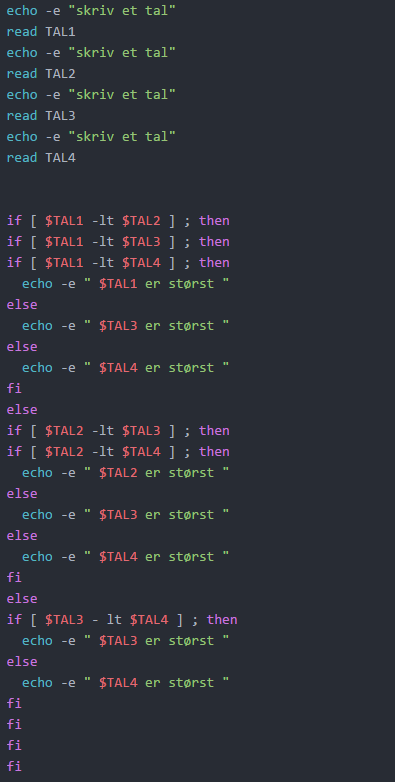 echo -e "skriv et tal"
read TAL1
echo -e "skriv et tal"
read TAL2
echo -e "skriv et tal"
read TAL3
echo -e "skriv et tal"
read TAL4
if [ $TAL1 -lt $TAL2 ] ; then
if [ $TAL1 -lt $TAL3 ] ; then
if [ $TAL1 -lt $TAL4 ] ; then
  echo -e " $TAL1 er størst "
else
  echo -e " $TAL3 er størst "
else
  echo -e " $TAL4 er størst "
fi
else
if [ $TAL2 -lt $TAL3 ] ; then
if [ $TAL2 -lt $TAL4 ] ; then
  echo -e " $TAL2 er størst "
else
  echo -e " $TAL3 er størst "
else
  echo -e " $TAL4 er størst "
fi
else
if [ $TAL3 - lt $TAL4 ] ; then
  echo -e " $TAL3 er størst "
else
  echo -e " $TAL4 er størst "
fi
fi
fi
fi